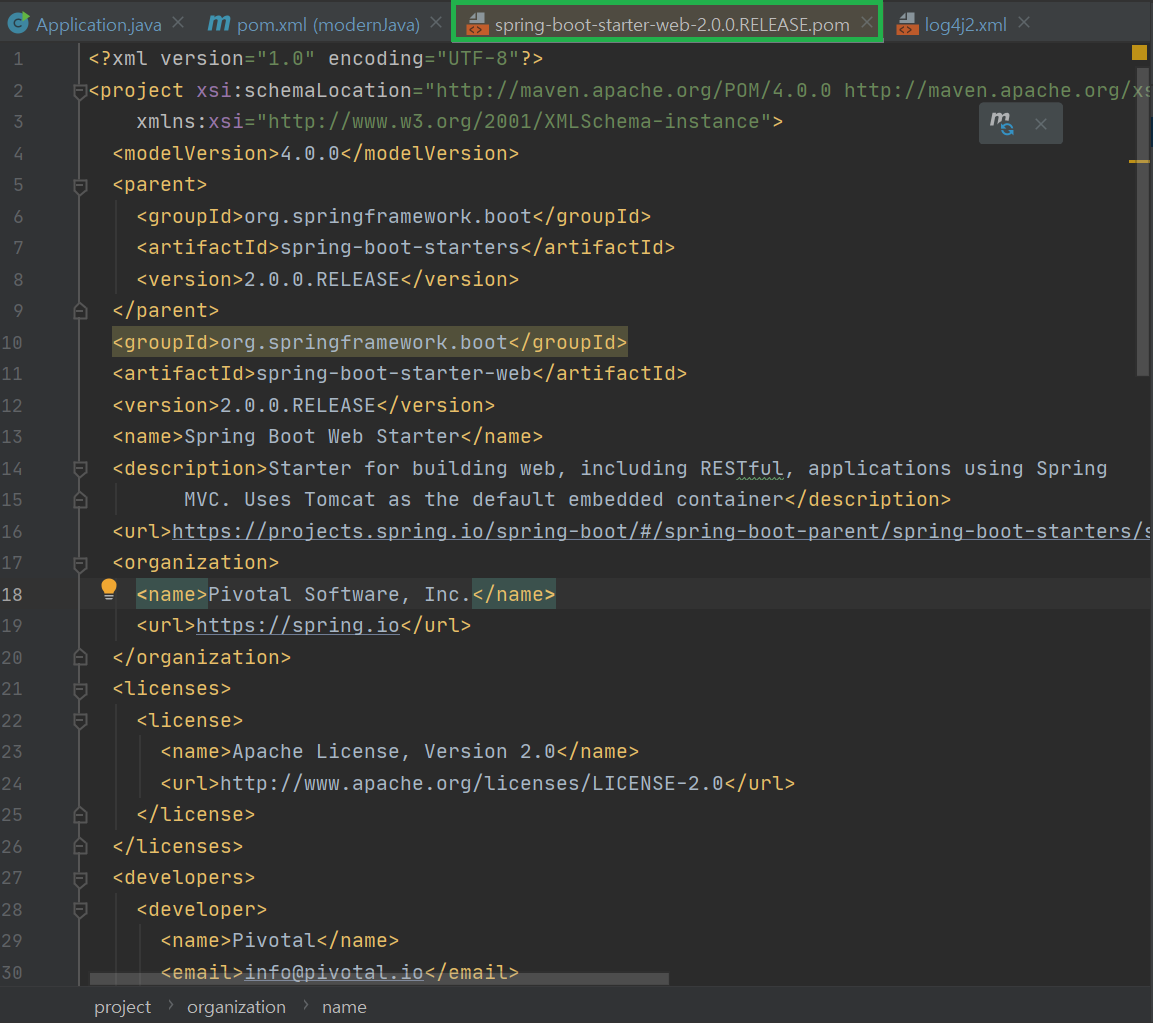 Application.java pom.xml (modernJava) spring-boot-starter-web-2.0.0.RELEASE.pom log4j2.xml
1 <?xml version="1.0" encoding="UTF-8"?>
2 <project xsi:schemaLocation="http://maven.apache.org/POM/4.0.0 http://maven.apache.org/xs
3 xmlns:xsi="http://www.w3.org/2001/XMLSchema-instance">
4 <modelVersion>4.0.0</modelVersion>
5 <parent>
6 <groupId>org.springframework.boot</groupId>
7 <artifactId>spring-boot-starters</artifactId>
8 <version>2.0.0.RELEASE</version>
9 </parent>
10 <groupId>org.springframework.boot</groupId>
11 <artifactId>spring-boot-starter-web</artifactId>
12 <version>2.0.0.RELEASE</version>
13 <name>Spring Boot Web Starter</name>
14 <description>Starter for building web, including RESTful, applications using Spring
15 MVC. Uses Tomcat as the default embedded container</description>
16 <url>https://projects.spring.io/spring-boot/#/spring-boot-parent/spring-boot-starters/s
17 <organization>
18 <name>Pivotal Software, Inc.</name>
19 <url>https://spring.io</url>
20 </organization>
21 <licenses>
22 <license>
23 <name>Apache License, Version 2.0</name>
24 <url>http://www.apache.org/licenses/LICENSE-2.0</url>
25 </license>
26 </licenses>
27 <developers>
28 <developer>
29 <name>Pivotal</name>
30 <email>info@pivotal.io</email>
project > organization > name